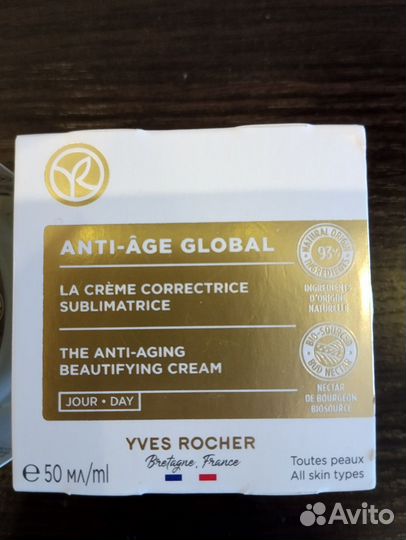 ANTI-ÂGE GLOBAL
LA CRÈME CORRECTRICE
SUBLIMATRICE
THE ANTI-AGING
BEAUTIFYING CREAM
JOUR • DAY
NATURAL ORIGIN
93%
INGREDIENTS
INGRÉDIENTS
D'ORIGINE
NATURELLE
BIO-SOURCED
BUD NECTAR
NECTAR
DE BOURGEON
BIOSOURCÉ
YVES ROCHER
Bretagne, France
℮ 50 МЛ/ml
Toutes peaux
All skin types
Avito